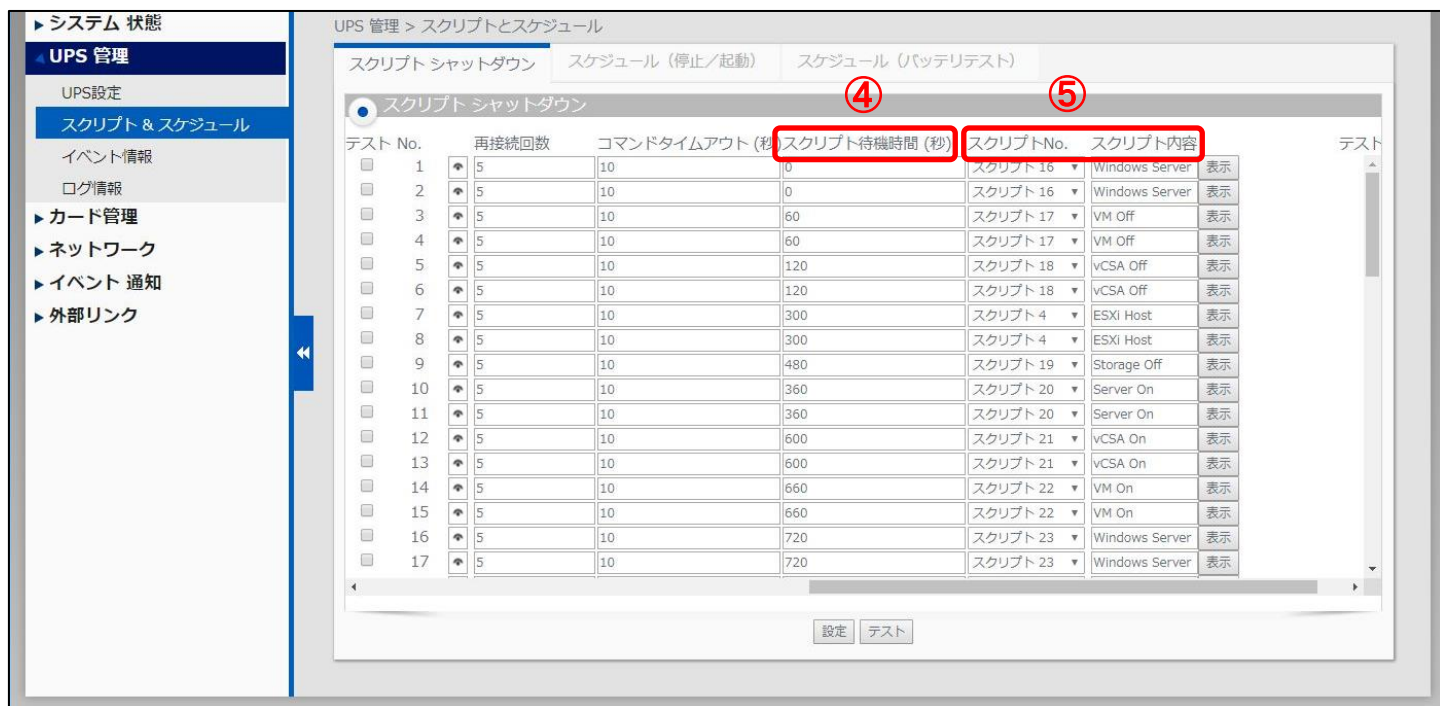 システム 状態
UPS 管理
UPS設定
スクリプト & スケジュール
イベント情報
ログ情報
カード管理
ネットワーク
イベント 通知
外部リンク
UPS 管理 > スクリプトとスケジュール
スクリプト シャットダウン スケジュール（停止／起動） スケジュール（バッテリテスト）
④ ⑤
スクリプト シャットダウン
テスト No. 再接続回数 コマンドタイムアウト (秒) スクリプト待機時間 (秒) スクリプトNo. スクリプト内容 テスト
1 5 10 0 スクリプト 16 Windows Server 表示
2 5 10 0 スクリプト 16 Windows Server 表示
3 5 10 60 スクリプト 17 VM Off 表示
4 5 10 60 スクリプト 17 VM Off 表示
5 5 10 120 スクリプト 18 vCSA Off 表示
6 5 10 120 スクリプト 18 vCSA Off 表示
7 5 10 300 スクリプト 4 ESXi Host 表示
8 5 10 300 スクリプト 4 ESXi Host 表示
9 5 10 480 スクリプト 19 Storage Off 表示
10 5 10 360 スクリプト 20 Server On 表示
11 5 10 360 スクリプト 20 Server On 表示
12 5 10 600 スクリプト 21 vCSA On 表示
13 5 10 600 スクリプト 21 vCSA On 表示
14 5 10 660 スクリプト 22 VM On 表示
15 5 10 660 スクリプト 22 VM On 表示
16 5 10 720 スクリプト 23 Windows Server 表示
17 5 10 720 スクリプト 23 Windows Server 表示
設定 テスト